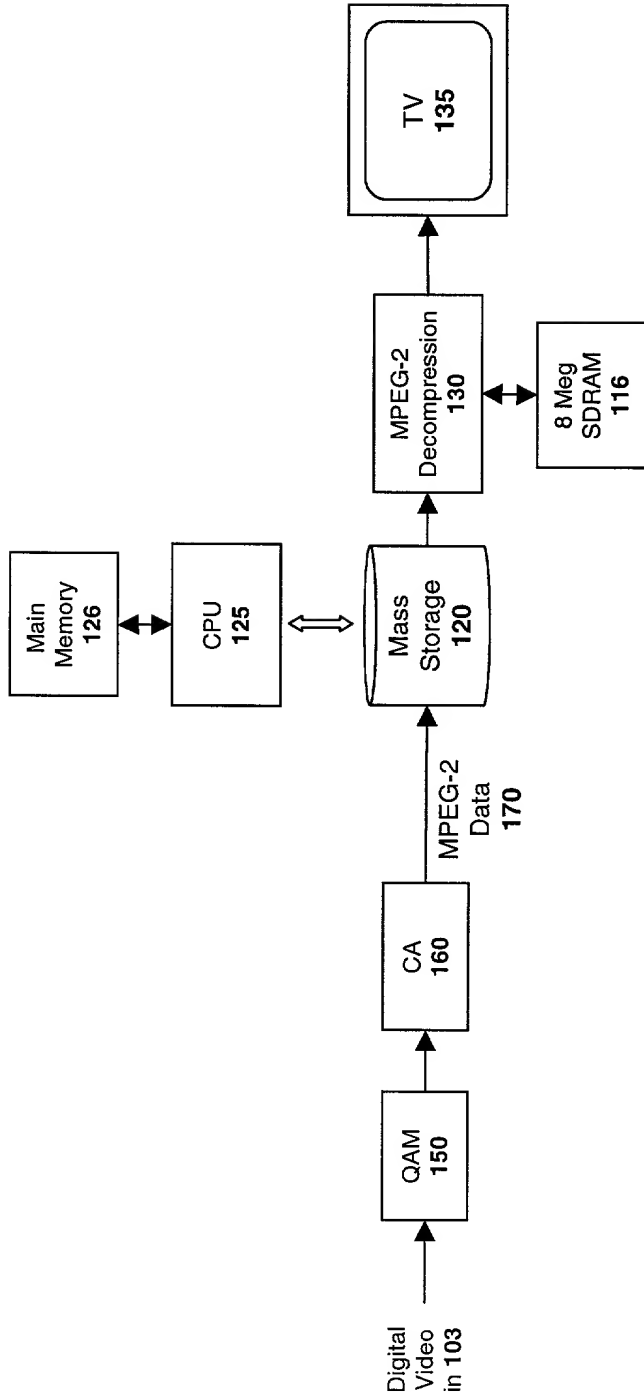 Digital
Video
in 103
QAM
150
CA
160
MPEG-2
Data
170
Main
Memory
126
CPU
125
Mass
Storage
120
MPEG-2
Decompression
130
8 Meg
SDRAM
116
TV
135